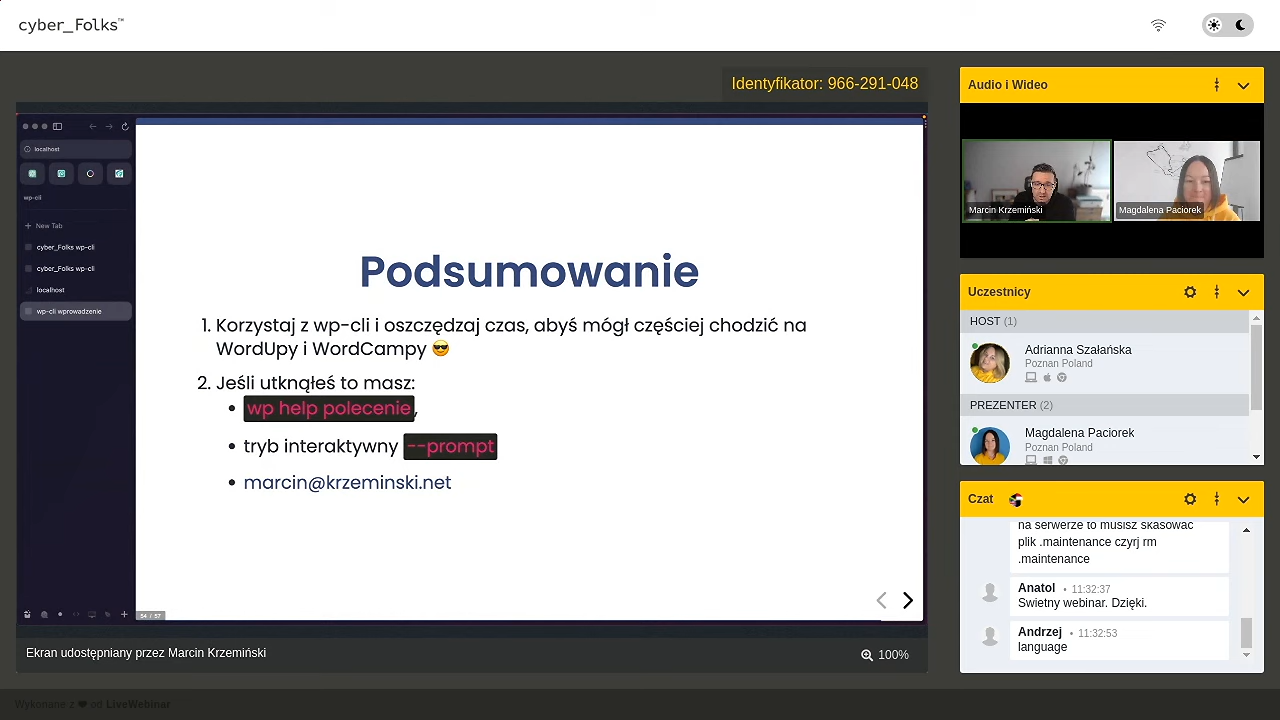 cyber_Folks™
Identyfikator: 966-291-048
localhost
wp-cli
New Tab
cyber_Folks wp-cli
cyber_Folks wp-cli
localhost
wp-cli wprowadzenie
Podsumowanie
1. Korzystaj z wp-cli i oszczędzaj czas, abyś mógł częściej chodzić na
WordUpy i WordCampy 😎
2. Jeśli utknąłeś to masz:
• wp help polecenie,
• tryb interaktywny --prompt
• marcin@krzeminski.net
54 / 57
Ekran udostępniany przez Marcin Krzemiński
100%
Wykonane z ❤ od LiveWebinar
Audio i Wideo
Marcin Krzemiński
Magdalena Paciorek
Uczestnicy
HOST (1)
Adrianna Szałańska
Poznan Poland
PREZENTER (2)
Magdalena Paciorek
Poznan Poland
Czat
na serwerze to musisz skasować
plik .maintenance czyrj rm
.maintenance
Anatol • 11:32:37
Swietny webinar. Dzięki.
Andrzej • 11:32:53
language